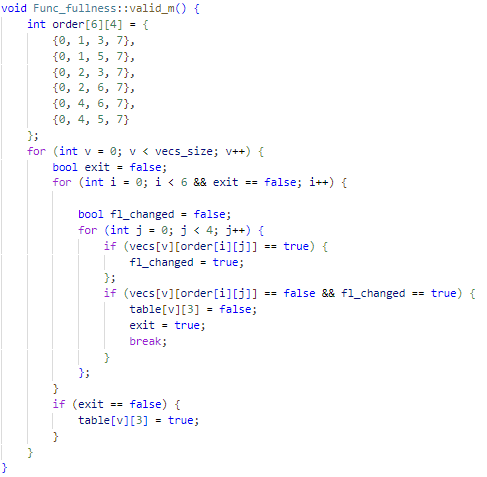 void Func_fullness::valid_m() {
    int order[6][4] = {
        {0, 1, 3, 7},
        {0, 1, 5, 7},
        {0, 2, 3, 7},
        {0, 2, 6, 7},
        {0, 4, 6, 7},
        {0, 4, 5, 7}
    };
    for (int v = 0; v < vecs_size; v++) {
        bool exit = false;
        for (int i = 0; i < 6 && exit == false; i++) {

            bool fl_changed = false;
            for (int j = 0; j < 4; j++) {
                if (vecs[v][order[i][j]] == true) {
                    fl_changed = true;
                };
                if (vecs[v][order[i][j]] == false && fl_changed == true) {
                    table[v][3] = false;
                    exit = true;
                    break;
                }
            };
        }
        if (exit == false) {
            table[v][3] = true;
        }
    }
}